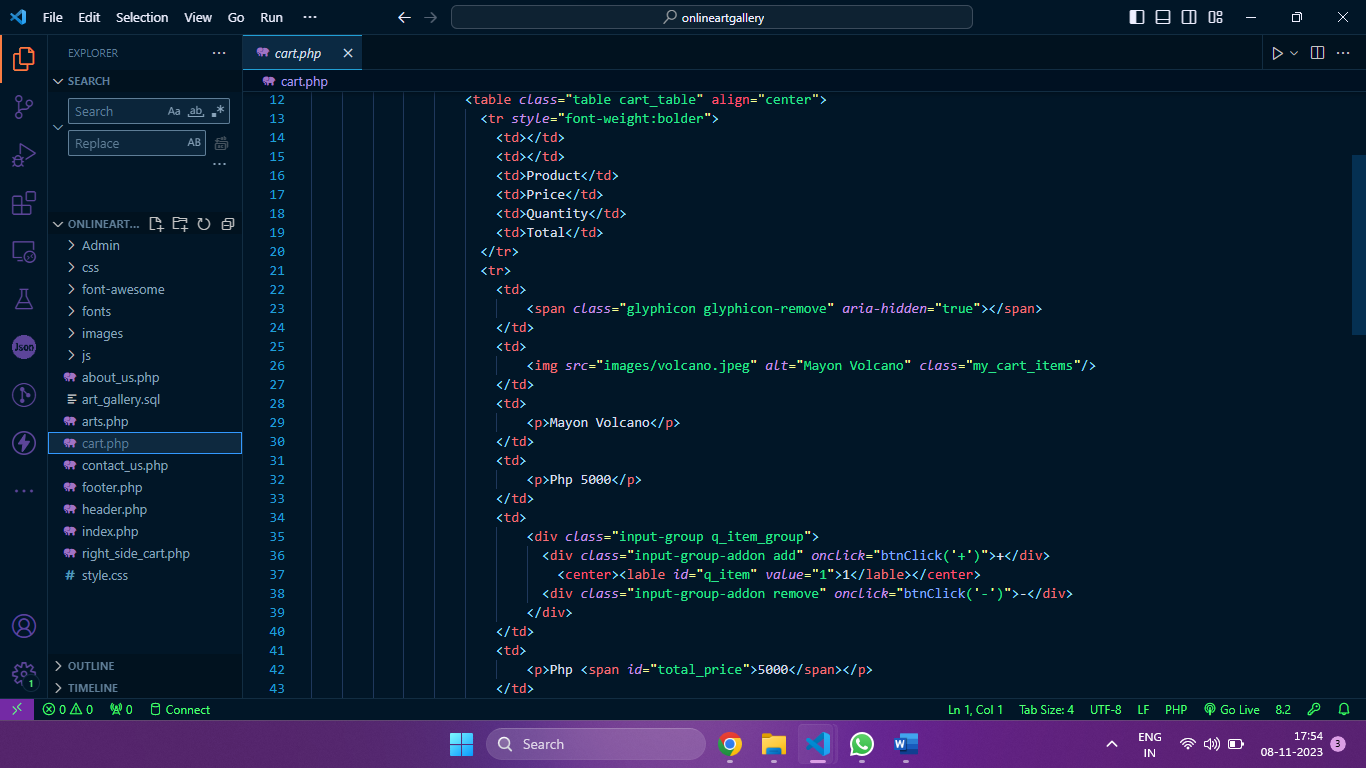 File Edit Selection View Go Run ···
onlineartgallery
EXPLORER ···
SEARCH
Search Aa ab .*
Replace AB
···
ONLINEART...
Admin
css
font-awesome
fonts
images
js
about_us.php
art_gallery.sql
arts.php
cart.php
contact_us.php
footer.php
header.php
index.php
right_side_cart.php
# style.css
OUTLINE
TIMELINE
Json
1
cart.php
cart.php
12 <table class="table cart_table" align="center">
13 <tr style="font-weight:bolder">
14 <td></td>
15 <td></td>
16 <td>Product</td>
17 <td>Price</td>
18 <td>Quantity</td>
19 <td>Total</td>
20 </tr>
21 <tr>
22 <td>
23 <span class="glyphicon glyphicon-remove" aria-hidden="true"></span>
24 </td>
25 <td>
26 <img src="images/volcano.jpeg" alt="Mayon Volcano" class="my_cart_items"/>
27 </td>
28 <td>
29 <p>Mayon Volcano</p>
30 </td>
31 <td>
32 <p>Php 5000</p>
33 </td>
34 <td>
35 <div class="input-group q_item_group">
36 <div class="input-group-addon add" onclick="btnClick('+')">+</div>
37 <center><lable id="q_item" value="1">1</lable></center>
38 <div class="input-group-addon remove" onclick="btnClick('-')">-</div>
39 </div>
40 </td>
41 <td>
42 <p>Php <span id="total_price">5000</span></p>
43 </td>
0 0 0 Connect Ln 1, Col 1 Tab Size: 4 UTF-8 LF PHP Go Live 8.2
Search
ENG
IN
17:54
08-11-2023
3